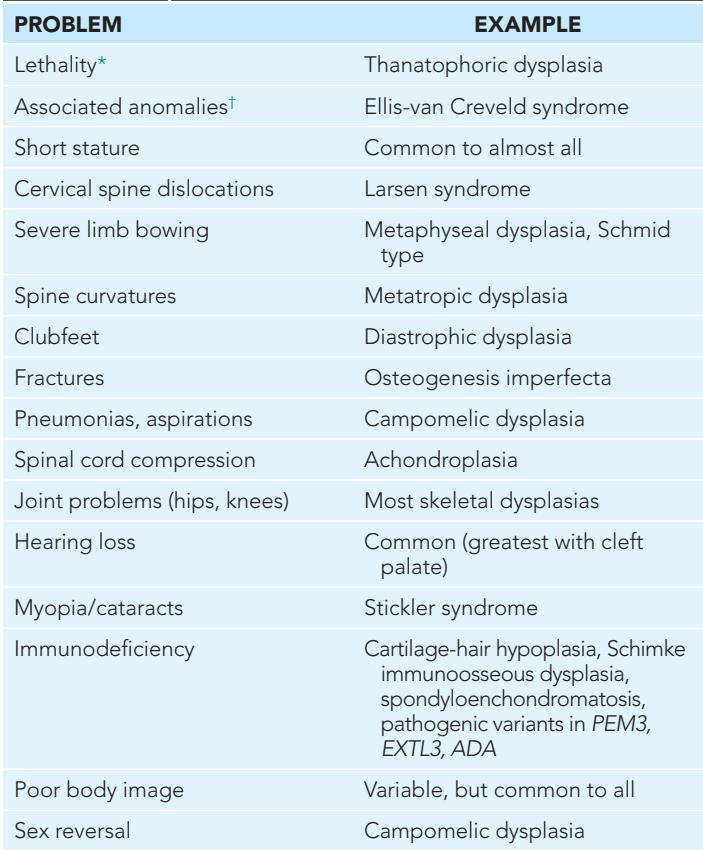 PROBLEM EXAMPLE
Lethality* Thanatophoric dysplasia
Associated anomalies† Ellis-van Creveld syndrome
Short stature Common to almost all
Cervical spine dislocations Larsen syndrome
Severe limb bowing Metaphyseal dysplasia, Schmid
type
Spine curvatures Metatropic dysplasia
Clubfeet Diastrophic dysplasia
Fractures Osteogenesis imperfecta
Pneumonias, aspirations Campomelic dysplasia
Spinal cord compression Achondroplasia
Joint problems (hips, knees) Most skeletal dysplasias
Hearing loss Common (greatest with cleft
palate)
Myopia/cataracts Stickler syndrome
Immunodeficiency Cartilage-hair hypoplasia, Schimke
immunoosseous dysplasia,
spondyloenchondromatosis,
pathogenic variants in PEM3,
EXTL3, ADA
Poor body image Variable, but common to all
Sex reversal Campomelic dysplasia